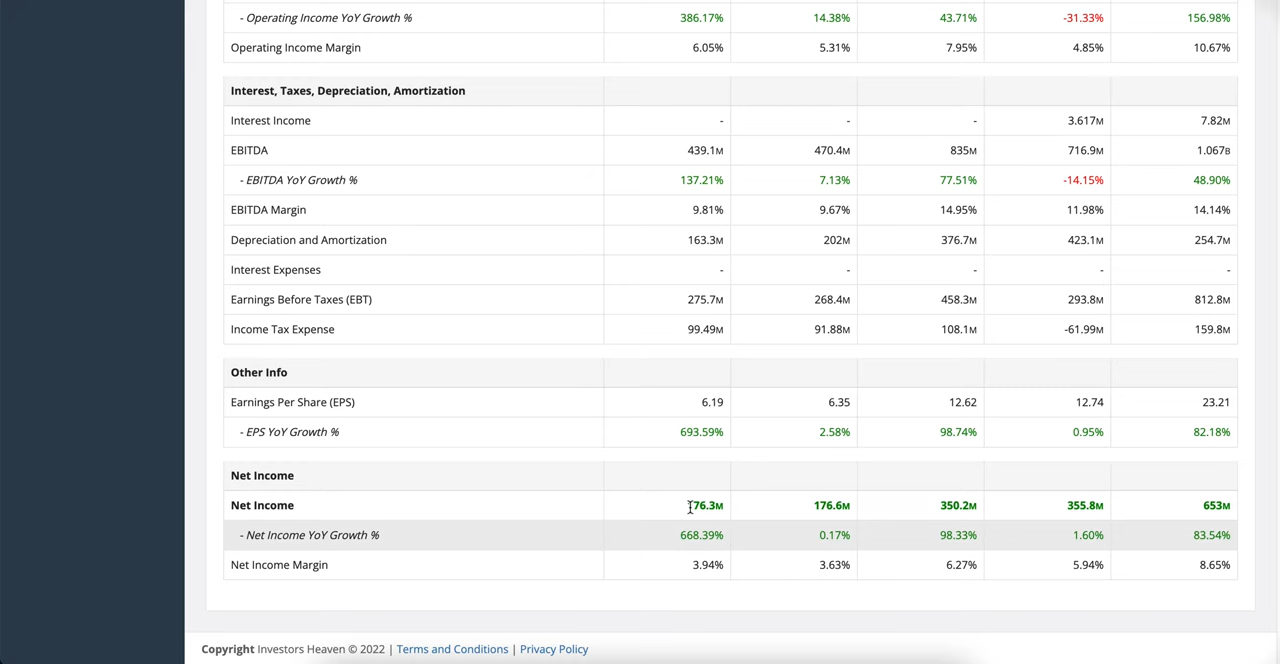 - Operating Income YoY Growth % 386.17% 14.38% 43.71% -31.33% 156.98%
Operating Income Margin 6.05% 5.31% 7.95% 4.85% 10.67%
Interest, Taxes, Depreciation, Amortization
Interest Income - - - 3.617M 7.82M
EBITDA 439.1M 470.4M 835M 716.9M 1.067B
- EBITDA YoY Growth % 137.21% 7.13% 77.51% -14.15% 48.90%
EBITDA Margin 9.81% 9.67% 14.95% 11.98% 14.14%
Depreciation and Amortization 163.3M 202M 376.7M 423.1M 254.7M
Interest Expenses - - - - -
Earnings Before Taxes (EBT) 275.7M 268.4M 458.3M 293.8M 812.8M
Income Tax Expense 99.49M 91.88M 108.1M -61.99M 159.8M
Other Info
Earnings Per Share (EPS) 6.19 6.35 12.62 12.74 23.21
- EPS YoY Growth % 693.59% 2.58% 98.74% 0.95% 82.18%
Net Income
Net Income 76.3M 176.6M 350.2M 355.8M 653M
- Net Income YoY Growth % 668.39% 0.17% 98.33% 1.60% 83.54%
Net Income Margin 3.94% 3.63% 6.27% 5.94% 8.65%
Copyright Investors Heaven © 2022 | Terms and Conditions | Privacy Policy